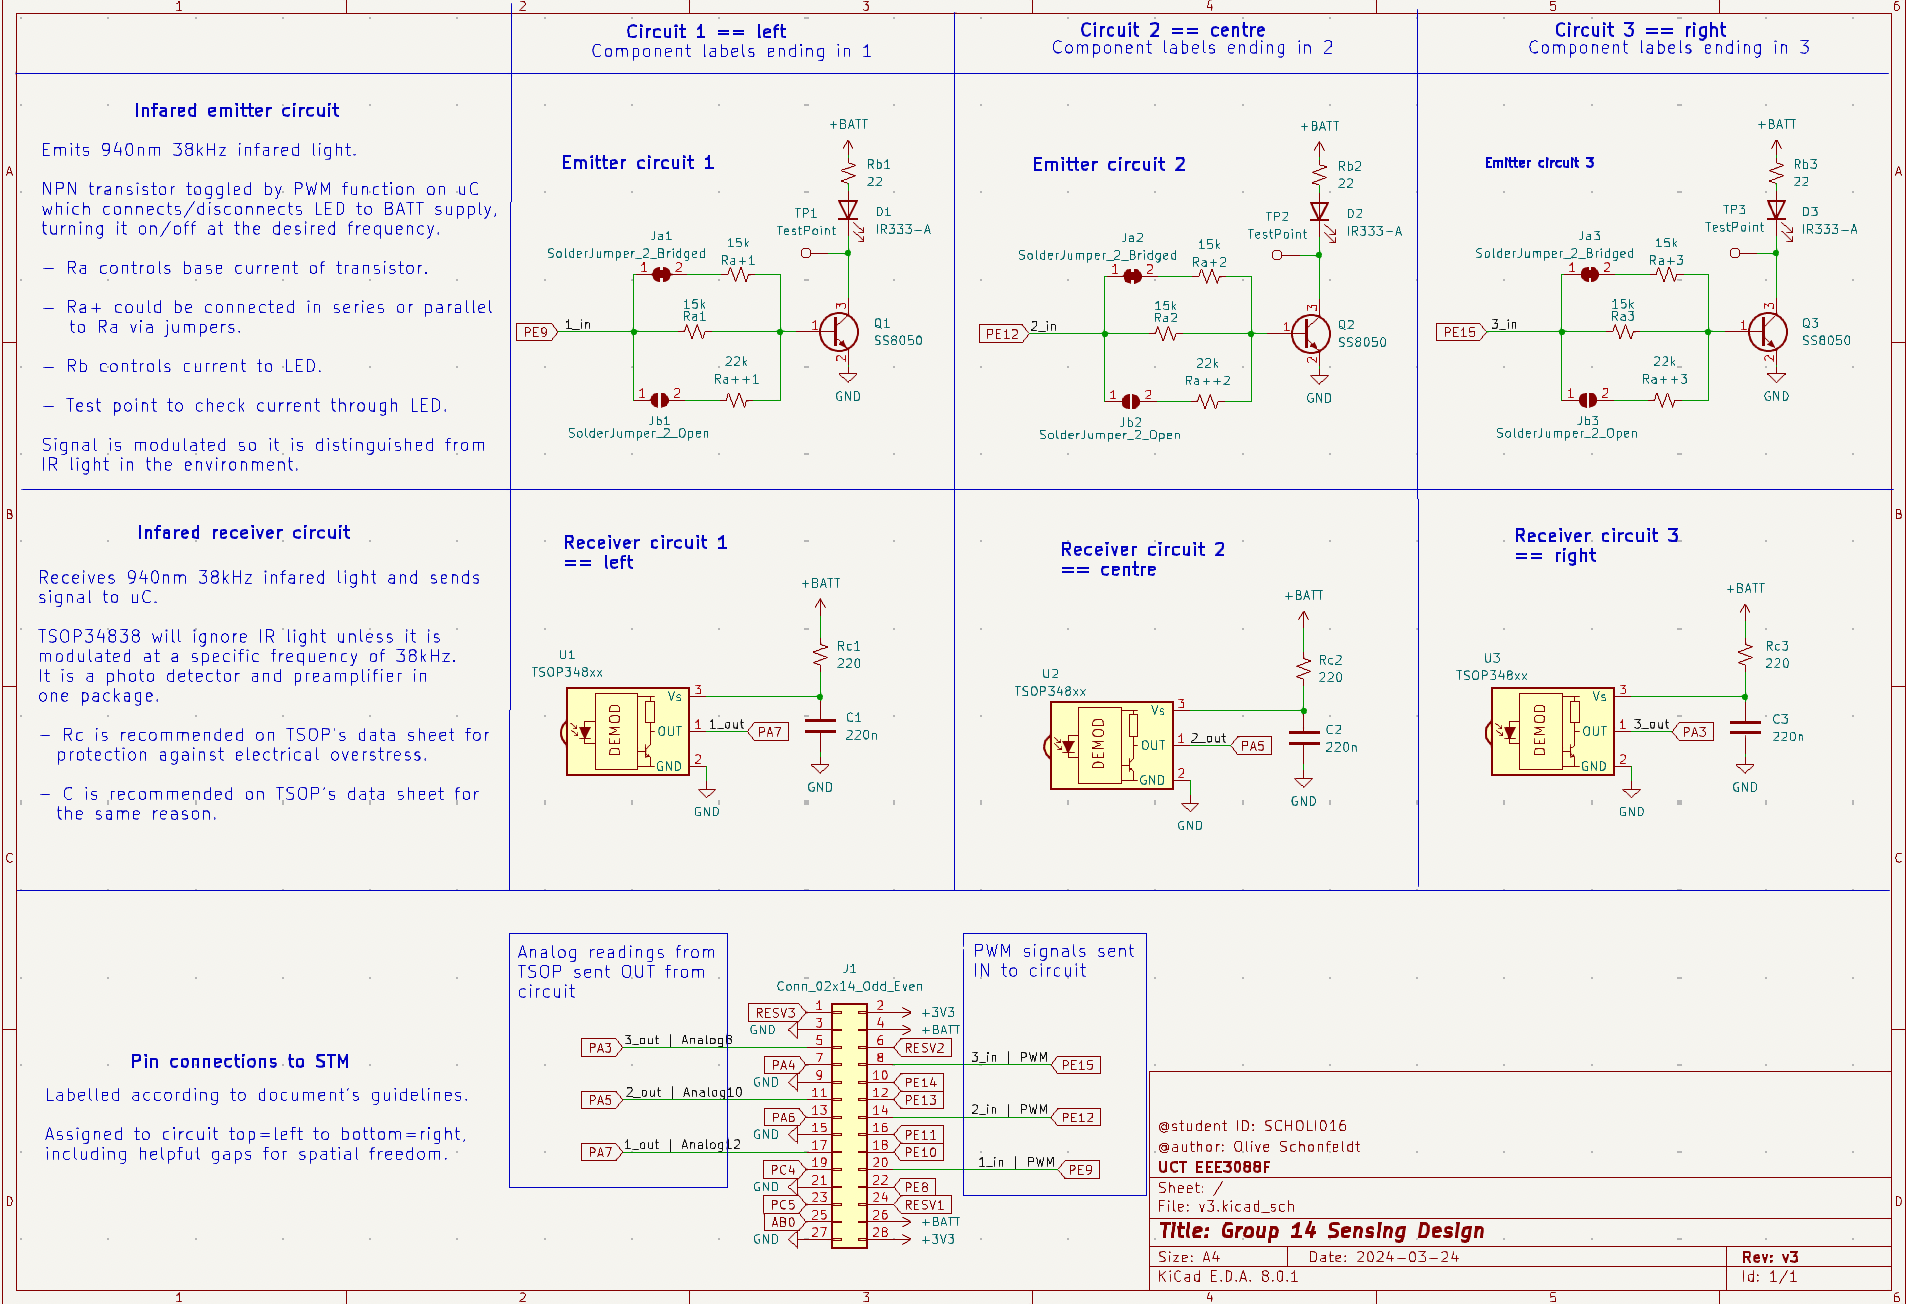 1
2
3
4
5
6
Circuit 1 == left
Component labels ending in 1
Circuit 2 == centre
Component labels ending in 2
Circuit 3 == right
Component labels ending in 3
A
Infrared emitter circuit
Emits 940nm 38kHz infrared light.
NPN transistor toggled by PWM function on uC
which connects/disconnects LED to BATT supply,
turning it on/off at the desired frequency.
– Ra controls base current of transistor.
– Ra+ could be connected in series or parallel
to Ra via jumpers.
– Rb controls current to LED.
– Test point to check current through LED.
Signal is modulated so it is distinguished from
IR light in the environment.
Emitter circuit 1
+BATT
Rb1
22
TP1
TestPoint
D1
IR333-A
Ja1
SolderJumper_2_Bridged
1 2
15k
Ra+1
15k
Ra1
PE9
1_in
1
3
2
Q1
SS8050
22k
Ra++1
1 2
Jb1
SolderJumper_2_Open
GND
Emitter circuit 2
+BATT
Rb2
22
TP2
TestPoint
D2
IR333-A
Ja2
SolderJumper_2_Bridged
1 2
15k
Ra+2
15k
Ra2
PE12
2_in
1
3
2
Q2
SS8050
22k
Ra++2
1 2
Jb2
SolderJumper_2_Open
GND
Emitter circuit 3
+BATT
Rb3
22
TP3
TestPoint
D3
IR333-A
Ja3
SolderJumper_2_Bridged
1 2
15k
Ra+3
15k
Ra3
PE15
3_in
1
3
2
Q3
SS8050
22k
Ra++3
1 2
Jb3
SolderJumper_2_Open
GND
A
B
Infared receiver circuit
Receives 940nm 38kHz infared light and sends
signal to uC.
TSOP34838 will ignore IR light unless it is
modulated at a specific frequency of 38kHz.
It is a photo detector and preamplifier in
one package.
– Rc is recommended on TSOP's data sheet for
protection against electrical overstress.
– C is recommended on TSOP's data sheet for
the same reason.
Receiver circuit 1
== left
+BATT
Rc1
220
U1
TSOP348xx
DEMOD
Vs
3
OUT
1
1_out
PA7
GND
2
C1
220n
GND
GND
Receiver circuit 2
== centre
+BATT
Rc2
220
U2
TSOP348xx
DEMOD
Vs
3
OUT
1
2_out
PA5
GND
2
C2
220n
GND
GND
Receiver circuit 3
== right
+BATT
Rc3
220
U3
TSOP348xx
DEMOD
Vs
3
OUT
1
3_out
PA3
GND
2
C3
220n
GND
GND
B
C
C
Pin connections to STM
Labelled according to document's guidelines.
Assigned to circuit top=left to bottom=right,
including helpful gaps for spatial freedom.
Analog readings from
TSOP sent OUT from
circuit
PWM signals sent
IN to circuit
J1
Conn_02x14_Odd_Even
RESV3 1 2 +3V3
GND 3 4 +BATT
PA3 3_out | Analog8 5 6 RESV2
PA4 7 8 3_in | PWM PE15
GND 9 10 PE14
PA5 2_out | Analog10 11 12 PE13
PA6 13 14 2_in | PWM PE12
GND 15 16 PE11
PA7 1_out | Analog12 17 18 PE10
PC4 19 20 1_in | PWM PE9
GND 21 22 PE8
PC5 23 24 RESV1
AB0 25 26 +BATT
GND 27 28 +3V3
D
D
@student ID: SCHOLI016
@author: Olive Schonfeldt
UCT EEE3088F
Sheet: /
File: v3.kicad_sch
Title: Group 14 Sensing Design
Size: A4
Date: 2024-03-24
Rev: v3
KiCad E.D.A. 8.0.1
Id: 1/1
1
2
3
4
5
6